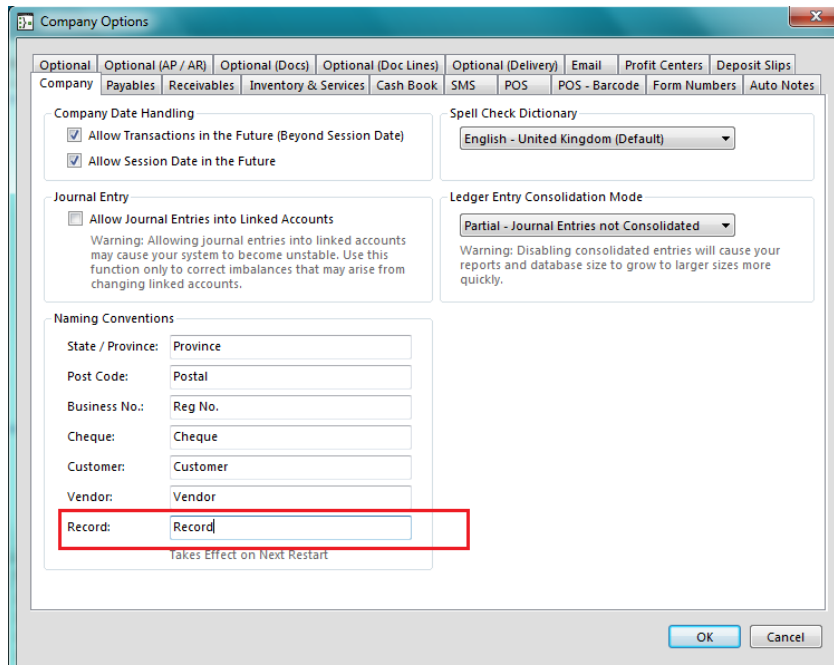 Company Options
Optional Optional (AP / AR) Optional (Docs) Optional (Doc Lines) Optional (Delivery) Email Profit Centers Deposit Slips
Company Payables Receivables Inventory & Services Cash Book SMS POS POS - Barcode Form Numbers Auto Notes
Company Date Handling
Allow Transactions in the Future (Beyond Session Date)
Allow Session Date in the Future
Spell Check Dictionary
English - United Kingdom (Default)
Journal Entry
Allow Journal Entries into Linked Accounts
Warning: Allowing journal entries into linked accounts
may cause your system to become unstable. Use this
function only to correct imbalances that may arise from
changing linked accounts.
Ledger Entry Consolidation Mode
Partial - Journal Entries not Consolidated
Warning: Disabling consolidated entries will cause your
reports and database size to grow to larger sizes more
quickly.
Naming Conventions
State / Province: Province
Post Code: Postal
Business No.: Reg No.
Cheque: Cheque
Customer: Customer
Vendor: Vendor
Record: Record
Takes Effect on Next Restart
OK Cancel